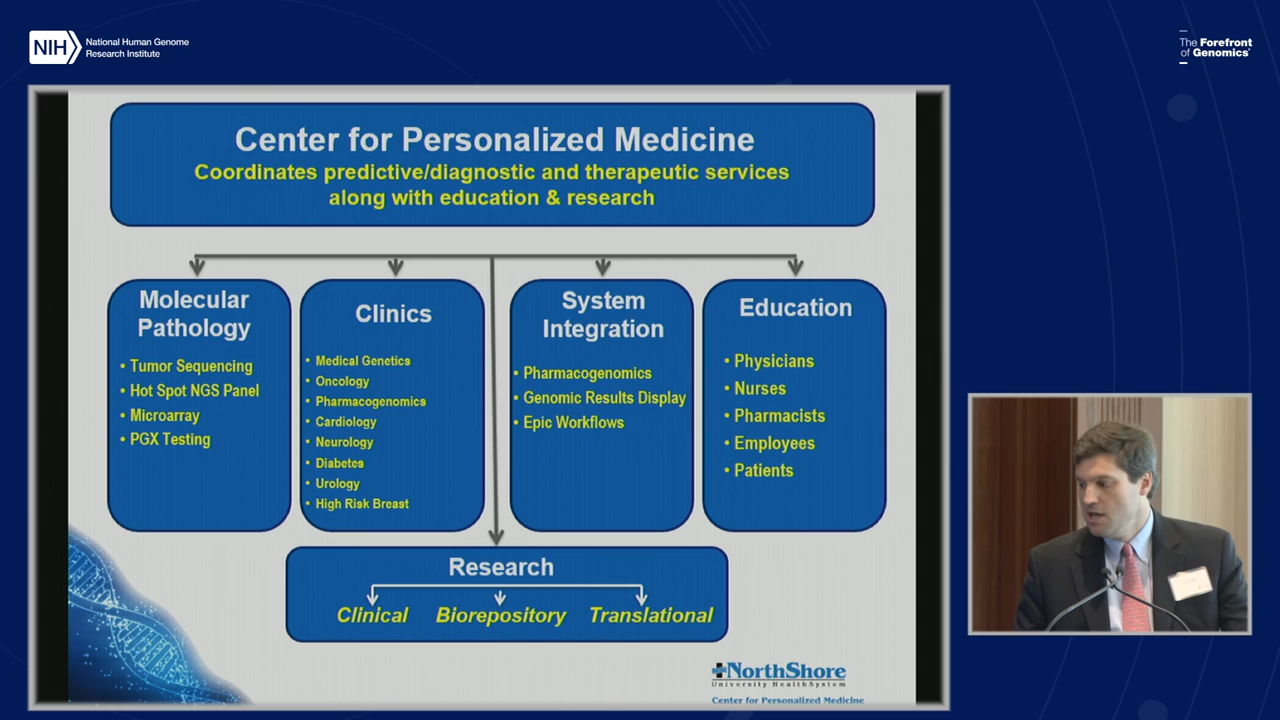 NIH
National Human Genome
Research Institute
The Forefront
of Genomics®
Center for Personalized Medicine
Coordinates predictive/diagnostic and therapeutic services
along with education & research
Molecular
Pathology
• Tumor Sequencing
• Hot Spot NGS Panel
• Microarray
• PGX Testing
Clinics
• Medical Genetics
• Oncology
• Pharmacogenomics
• Cardiology
• Neurology
• Diabetes
• Urology
• High Risk Breast
System
Integration
• Pharmacogenomics
• Genomic Results Display
• Epic Workflows
Education
• Physicians
• Nurses
• Pharmacists
• Employees
• Patients
Research
Clinical Biorepository Translational
NorthShore
University HealthSystem
Center for Personalized Medicine